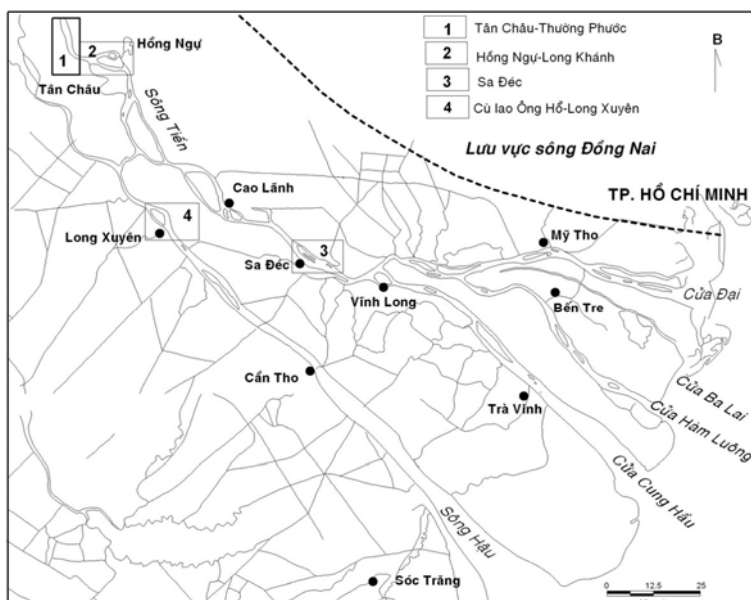 1 Tân Châu-Thường Phước
2 Hồng Ngự-Long Khánh
3 Sa Đéc
4 Cù lao Ông Hổ-Long Xuyên
B
Hồng Ngự
1
2
Tân Châu
Sông Tiền
Lưu vực sông Đồng Nai
TP. HỒ CHÍ MINH
Cao Lãnh
4
Long Xuyên
3
Sa Đéc
Mỹ Tho
Cửa Đại
Vĩnh Long
Bến Tre
Cần Tho
Cửa Ba Lai
Trà Vĩnh
Cửa Hàm Luông
Cửa Cung Hầu
Sông Hậu
Sóc Trăng
0 12.5 25